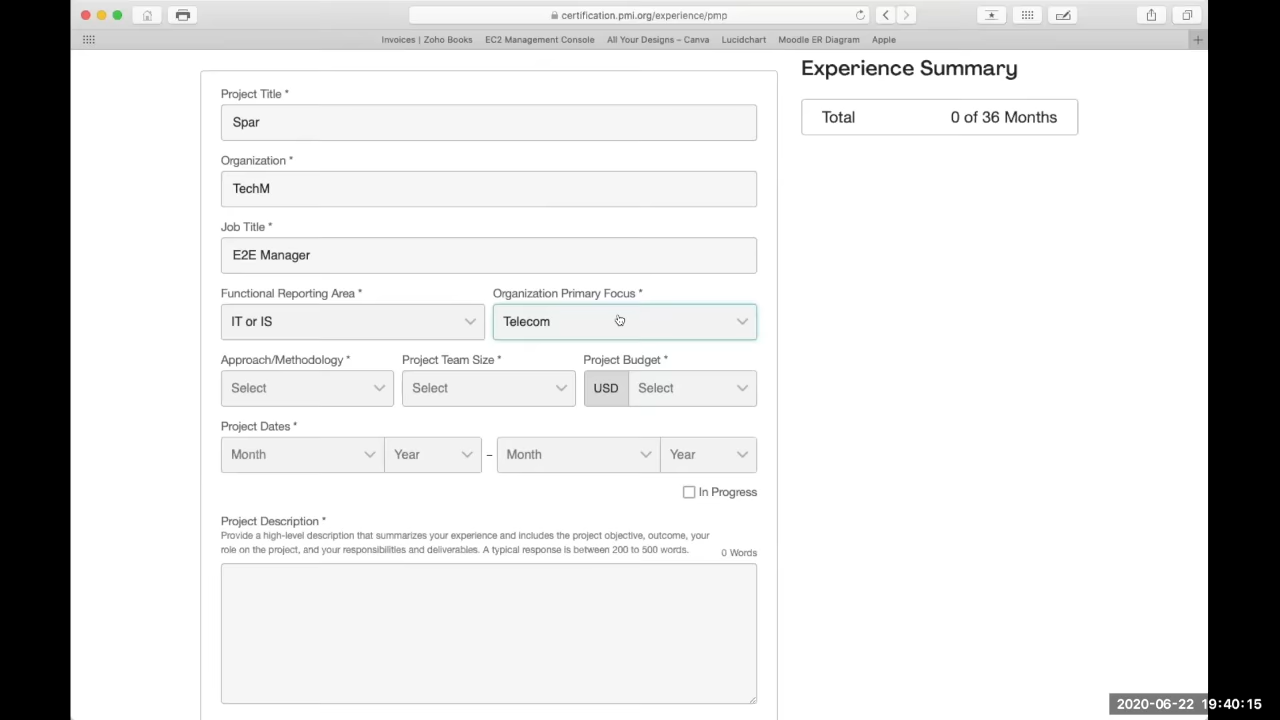 certification.pmi.org/experience/pmp
Invoices | Zoho Books EC2 Management Console All Your Designs – Canva Lucidchart Moodle ER Diagram Apple
Experience Summary
Total 0 of 36 Months
Project Title *
Spar
Organization *
TechM
Job Title *
E2E Manager
Functional Reporting Area * Organization Primary Focus *
IT or IS Telecom
Approach/Methodology * Project Team Size * Project Budget *
Select Select USD Select
Project Dates *
Month Year – Month Year
In Progress
Project Description *
Provide a high-level description that summarizes your experience and includes the project objective, outcome, your
role on the project, and your responsibilities and deliverables. A typical response is between 200 to 500 words.
0 Words
2020-06-22 19:40:15